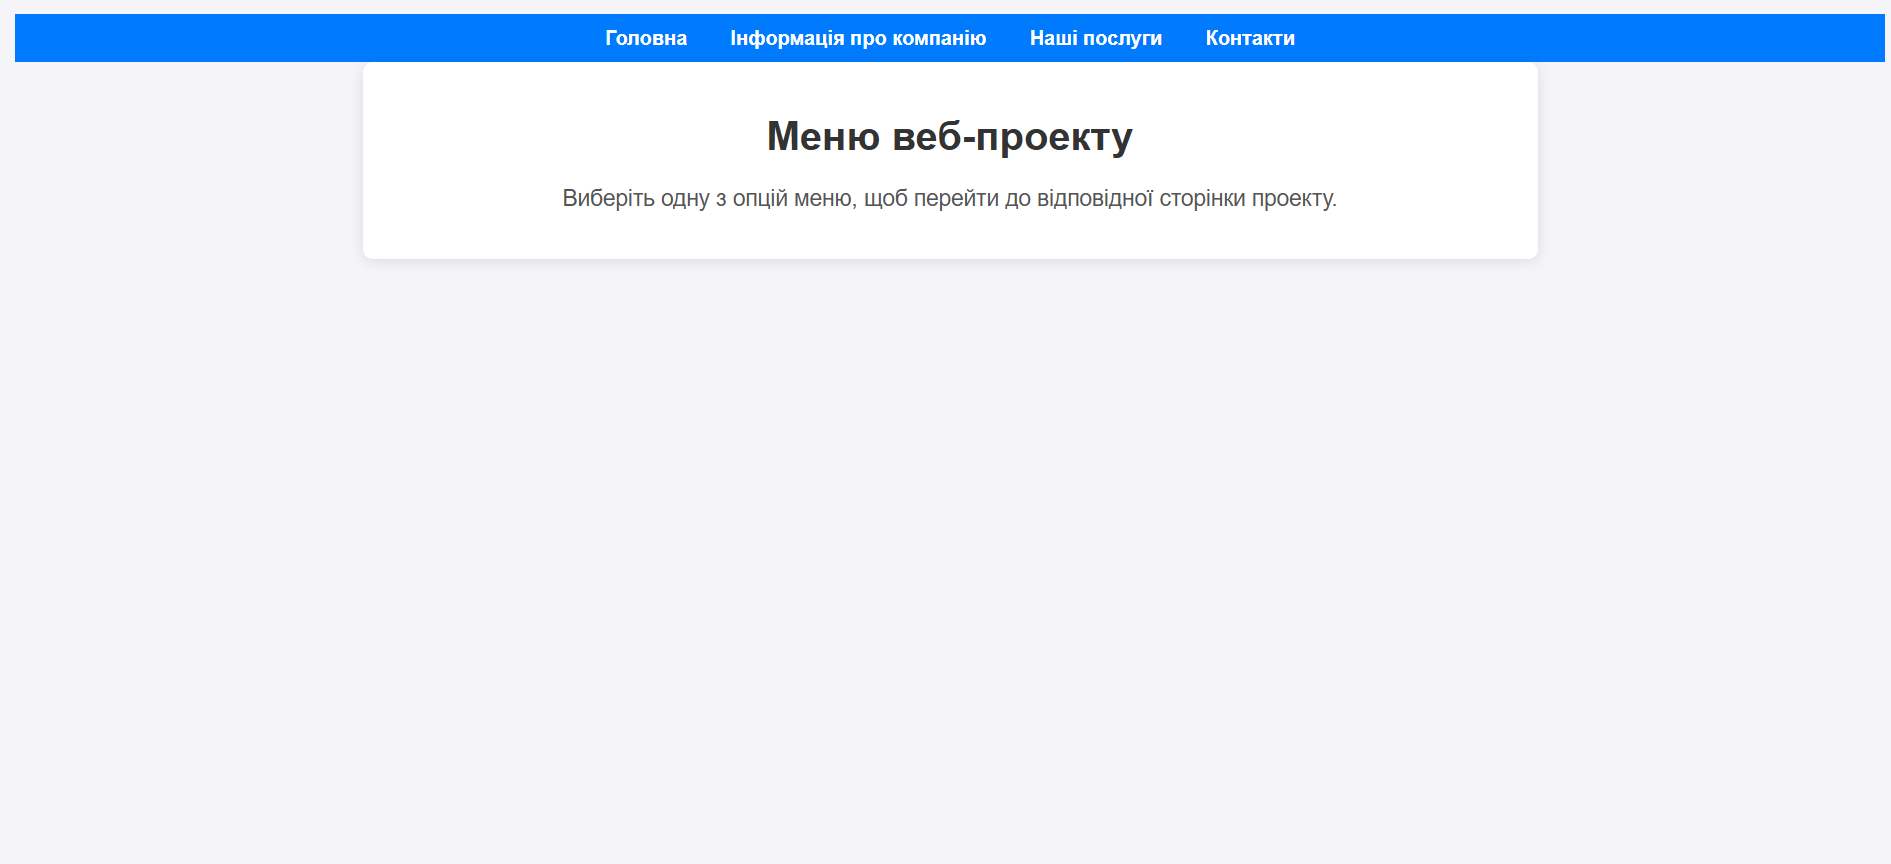 Головна Інформація про компанію Наші послуги Контакти
Меню веб-проекту
Виберіть одну з опцій меню, щоб перейти до відповідної сторінки проекту.